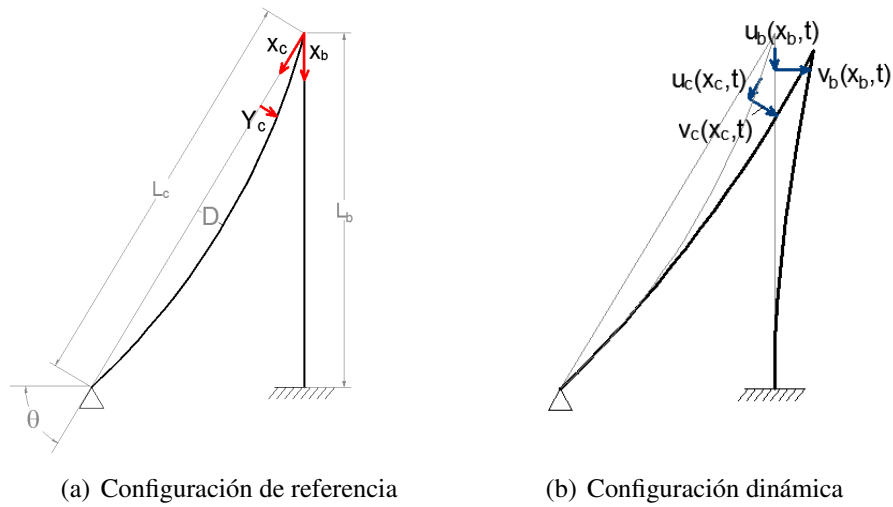 x_c
x_b
Y_c
L_c
D
L_b
θ
u_b(x_b,t)
u_c(x_c,t)
v_b(x_b,t)
v_c(x_c,t)
(a) Configuración de referencia
(b) Configuración dinámica